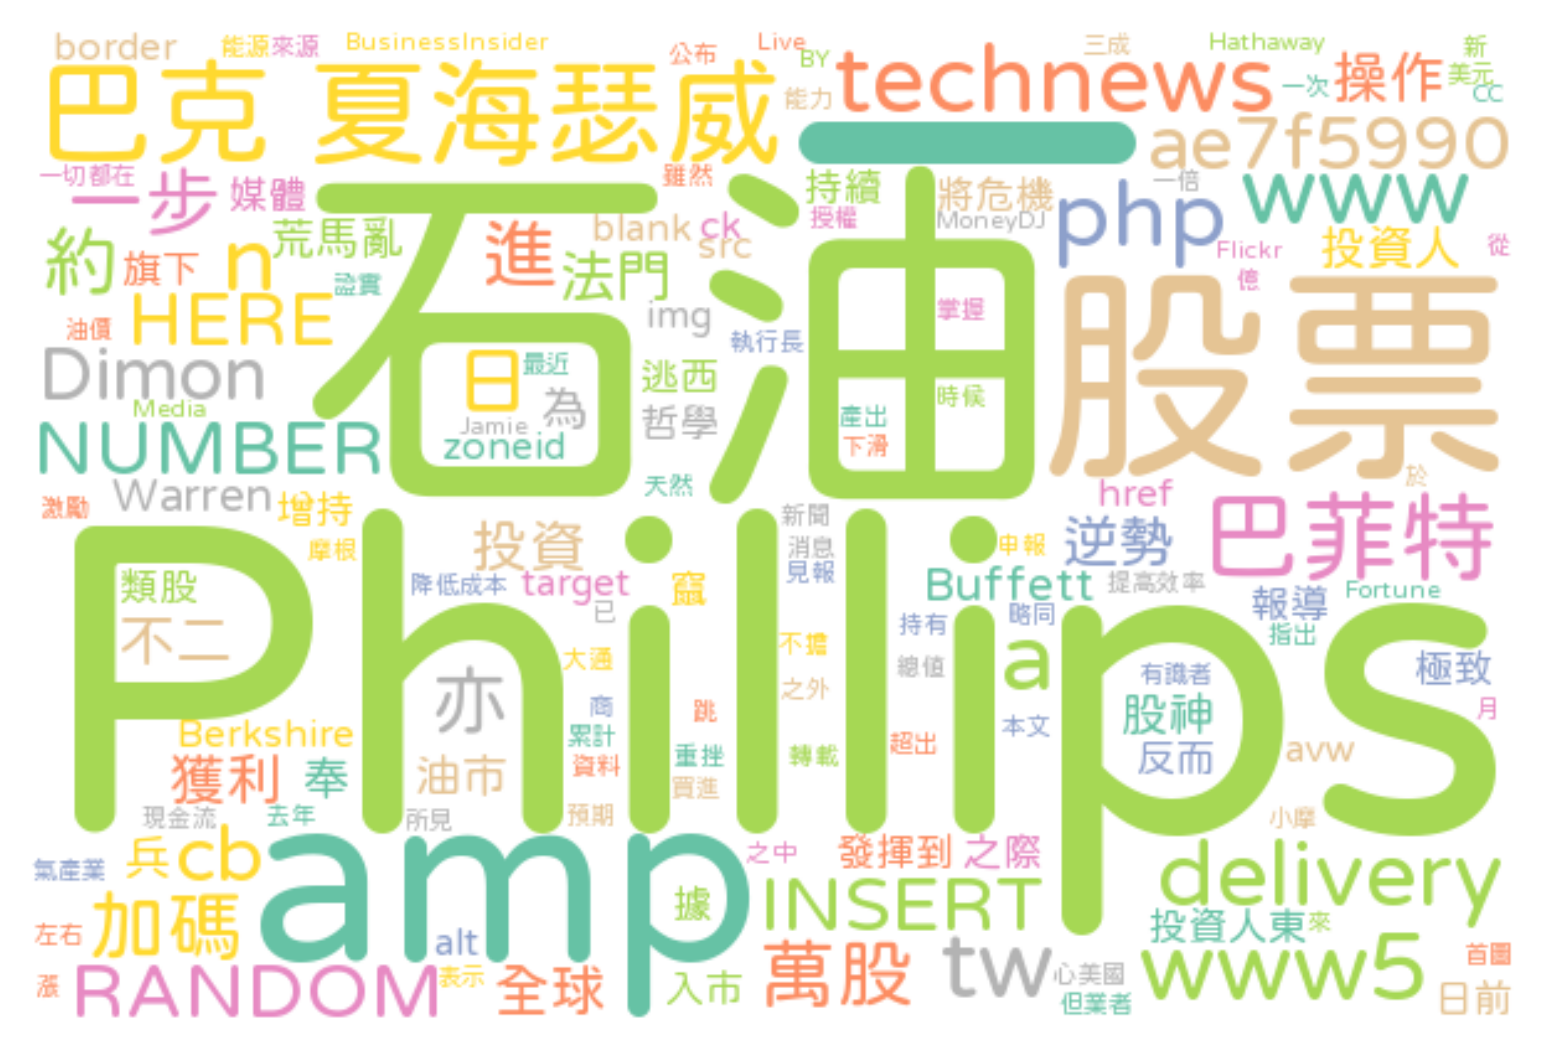 border 能源 來源 BusinessInsider 公布 Live BY 三成 Hathaway 新
巴克 夏海瑟威 能力 technews 一次 操作 美元 CC
一 ae7f5990
一切都在 一步 媒體 雖然 持續 將危機 一倍 www
約 旗下 n 荒馬亂 進 blank ck src 授權 MoneyDJ php Flickr 投資人 從
證實 法門 石油 億
油價 HERE img 執行長 掌握 股票
Dimon 日 最近 逃西 時候
Media Jamie 為 哲學 產出
NUMBER zoneid 下滑
激勵 Warren 增持 天然 href 於 巴菲特
摩根 投資 新聞 消息 申報 逆勢
類股 降低成本 target 竄 見報 Buffett 提高效率 Fortune
不二 已 持有 略同 報導 指出
Phillips
亦 大通 不擔 總值 a 有識者 極致
商 跳 之外 本文 股神 月
Berkshire 累計 重挫 轉載 超出 反而 avw
獲利 奉 油市 資料 買進
現金流 去年 所見 預期 小摩
氣產業 兵 cb amp 之中 發揮到 之際 delivery
左右 加碼 alt 據 INSERT 投資人東 來
漲 RANDOM 表示 全球 入市 萬股 tw 心美國 但業者 www5 首圖 日前